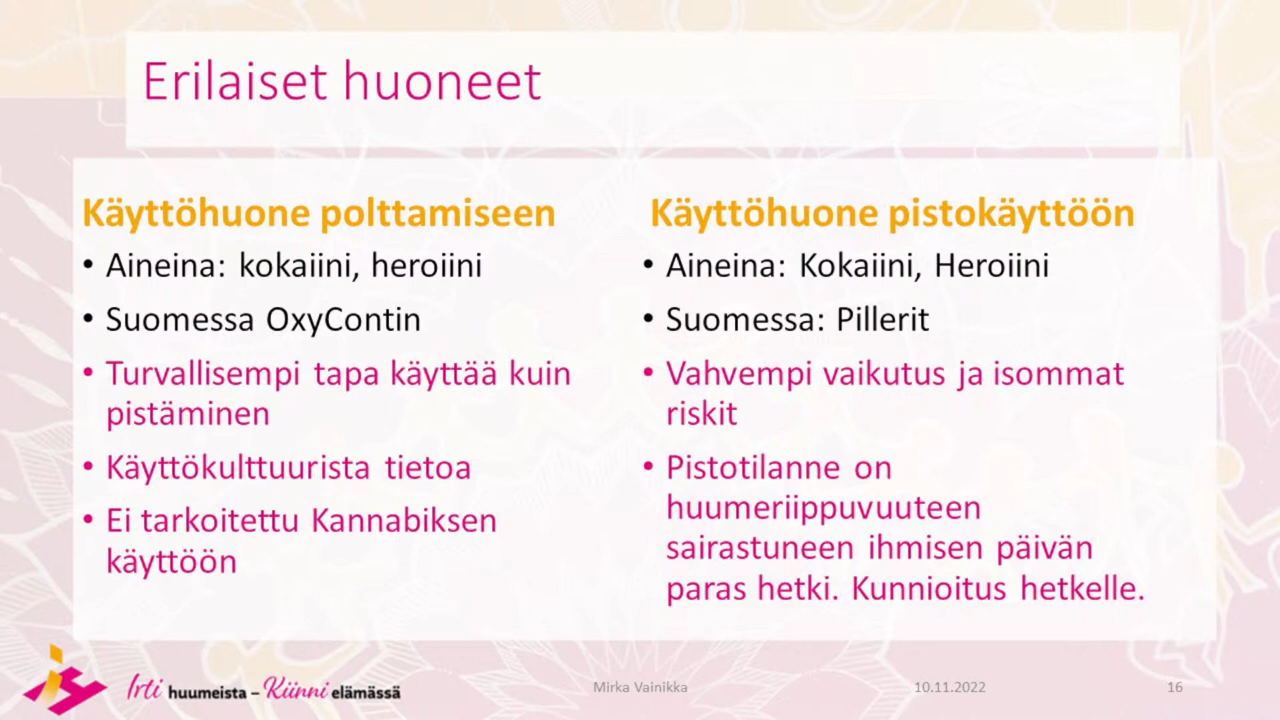 Erilaiset huoneet
Käyttöhuone polttamiseen
• Aineina: kokaiini, heroiini
• Suomessa OxyContin
• Turvallisempi tapa käyttää kuin
pistäminen
• Käyttökulttuurista tietoa
• Ei tarkoitettu Kannabiksen
käyttöön
Käyttöhuone pistokäyttöön
• Aineina: Kokaiini, Heroiini
• Suomessa: Pillerit
• Vahvempi vaikutus ja isommat
riskit
• Pistotilanne on
huumeriippuvuuteen
sairastuneen ihmisen päivän
paras hetki. Kunnioitus hetkelle.
Irti huumeista – Kiinni elämässä
Mirka Vainikka
10.11.2022
16